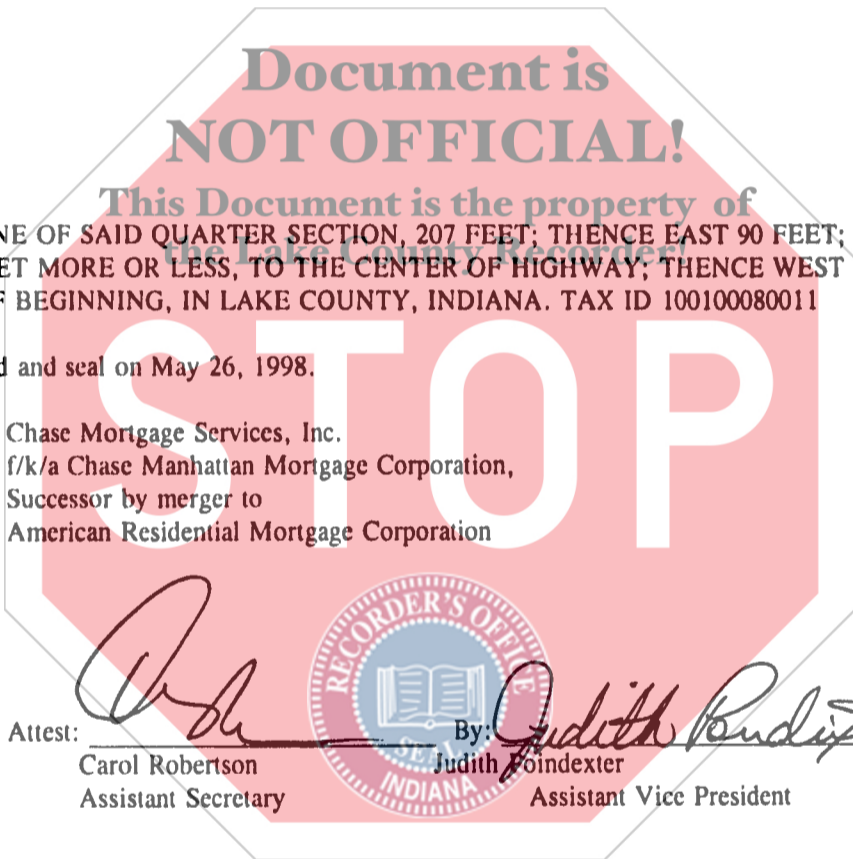 Document is
NOT OFFICIAL!
This Document is the property of
the Lake County Recorder!
NE OF SAID QUARTER SECTION, 207 FEET; THENCE EAST 90 FEET;
ET MORE OR LESS, TO THE CENTER OF HIGHWAY; THENCE WEST
F BEGINNING, IN LAKE COUNTY, INDIANA. TAX ID 100100080011
d and seal on May 26, 1998.
STOP
Chase Mortgage Services, Inc.
f/k/a Chase Manhattan Mortgage Corporation,
Successor by merger to
American Residential Mortgage Corporation
RECORDER'S OFFICE
SEAL
INDIANA
Attest:
By: Judith Poindex
Carol Robertson
Judith Poindexter
Assistant Secretary
Assistant Vice President